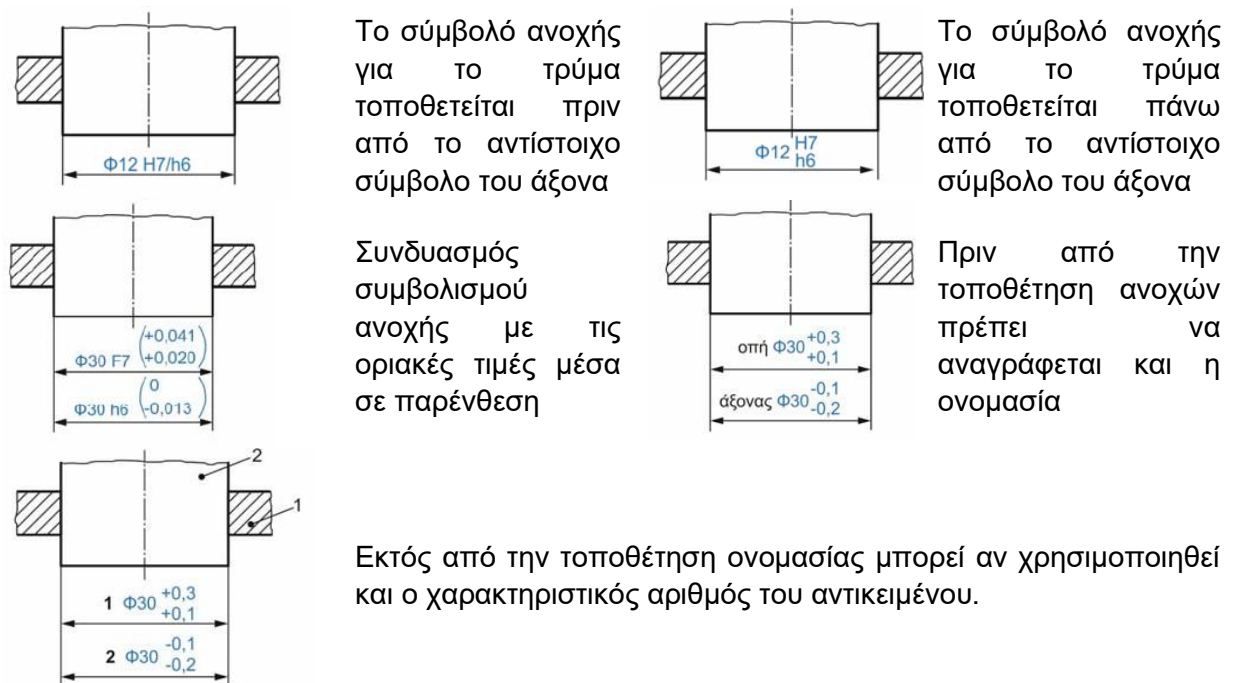 Φ12 H7/h6
Το σύμβολό ανοχής
για το τρύμα
τοποθετείται πριν
από το αντίστοιχο
σύμβολο του άξονα
Φ12 H7
h6
Το σύμβολό ανοχής
για το τρύμα
τοποθετείται πάνω
από το αντίστοιχο
σύμβολο του άξονα
Φ30 F7 (+0,041
+0,020)
Φ30 h6 (0
-0,013)
Συνδυασμός
συμβολισμού
ανοχής με τις
οριακές τιμές μέσα
σε παρένθεση
οπή Φ30 +0,3
+0,1
άξονας Φ30 -0,1
-0,2
Πριν από την
τοποθέτηση ανοχών
πρέπει να
αναγράφεται και η
ονομασία
2
1
1 Φ30 +0,3
+0,1
2 Φ30 -0,1
-0,2
Εκτός από την τοποθέτηση ονομασίας μπορεί αν χρησιμοποιηθεί
και ο χαρακτηριστικός αριθμός του αντικειμένου.